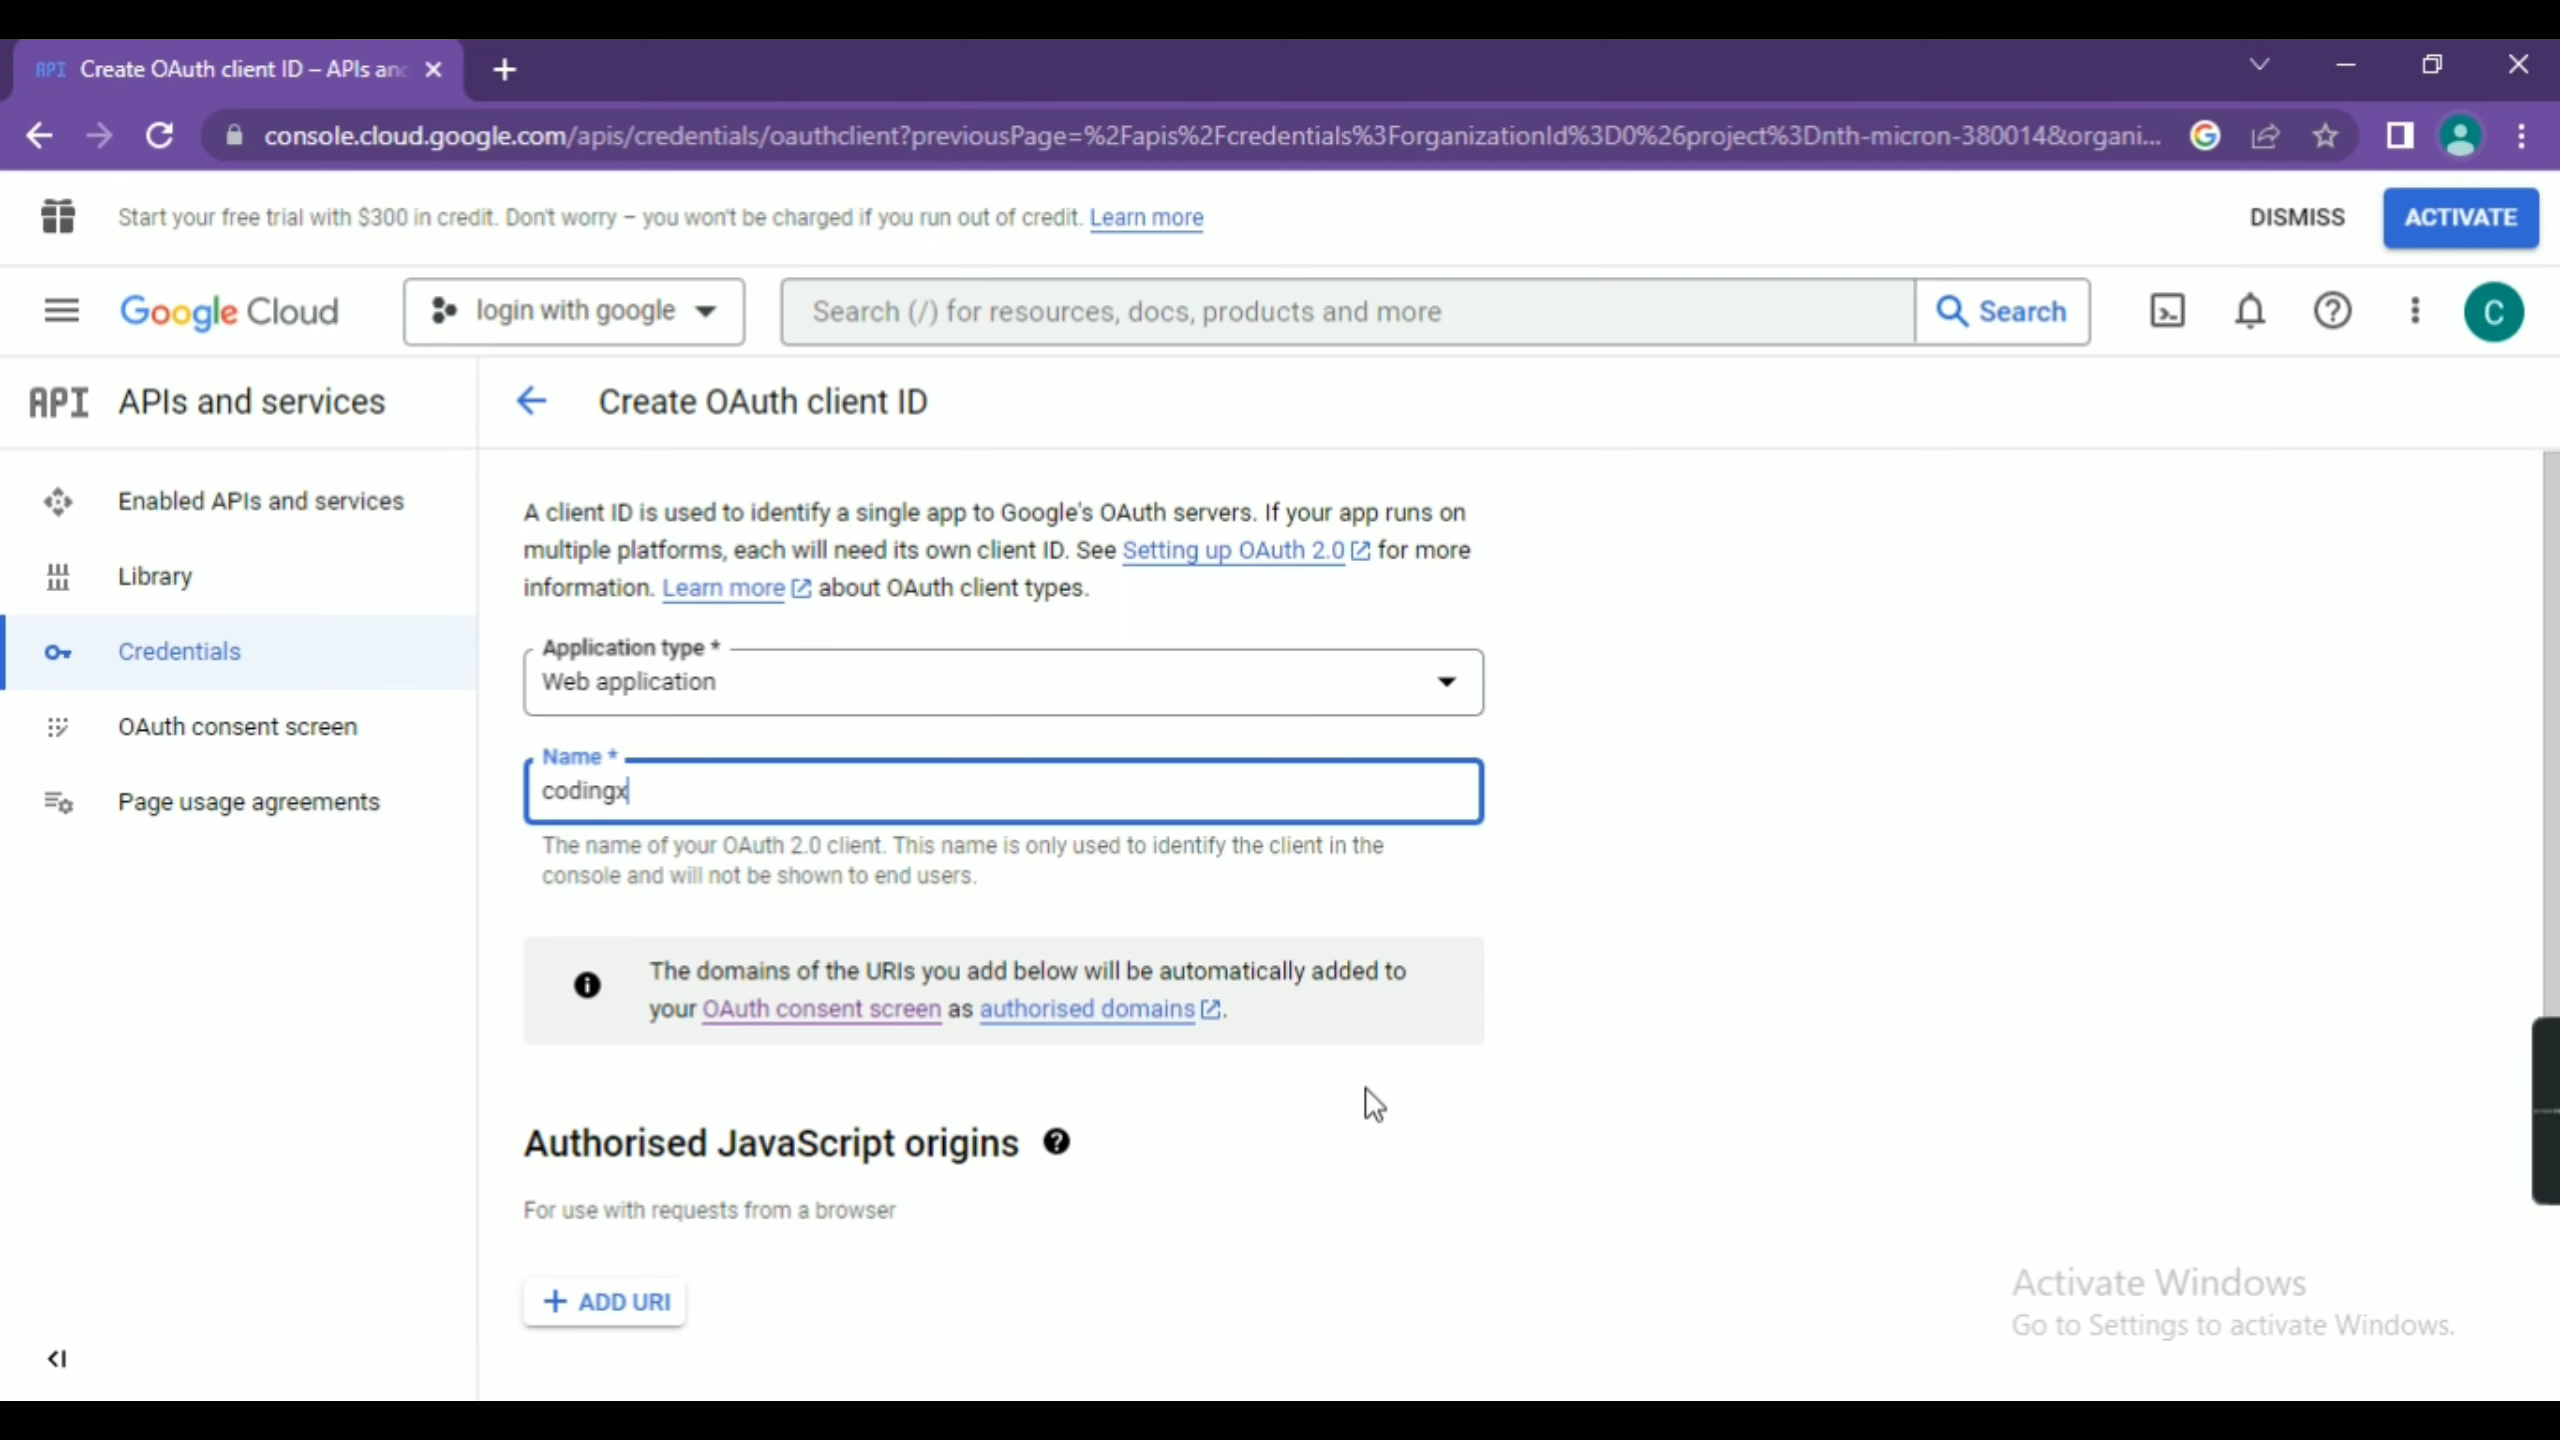 API Create OAuth client ID – APIs and
console.cloud.google.com/apis/credentials/oauthclient?previousPage=%2Fapis%2Fcredentials%3ForganizationId%3D0%26project%3Dnth-micron-380014&organi...
Start your free trial with $300 in credit. Don't worry – you won't be charged if you run out of credit. Learn more
DISMISS
ACTIVATE
Google Cloud
login with google
Search (/) for resources, docs, products and more
Search
C
API APIs and services
Create OAuth client ID
Enabled APIs and services
Library
Credentials
OAuth consent screen
Page usage agreements
A client ID is used to identify a single app to Google's OAuth servers. If your app runs on
multiple platforms, each will need its own client ID. See Setting up OAuth 2.0 for more
information. Learn more about OAuth client types.
Application type *
Web application
Name *
codingx
The name of your OAuth 2.0 client. This name is only used to identify the client in the
console and will not be shown to end users.
The domains of the URIs you add below will be automatically added to
your OAuth consent screen as authorised domains.
Authorised JavaScript origins
For use with requests from a browser
+ ADD URI
Activate Windows
Go to Settings to activate Windows.